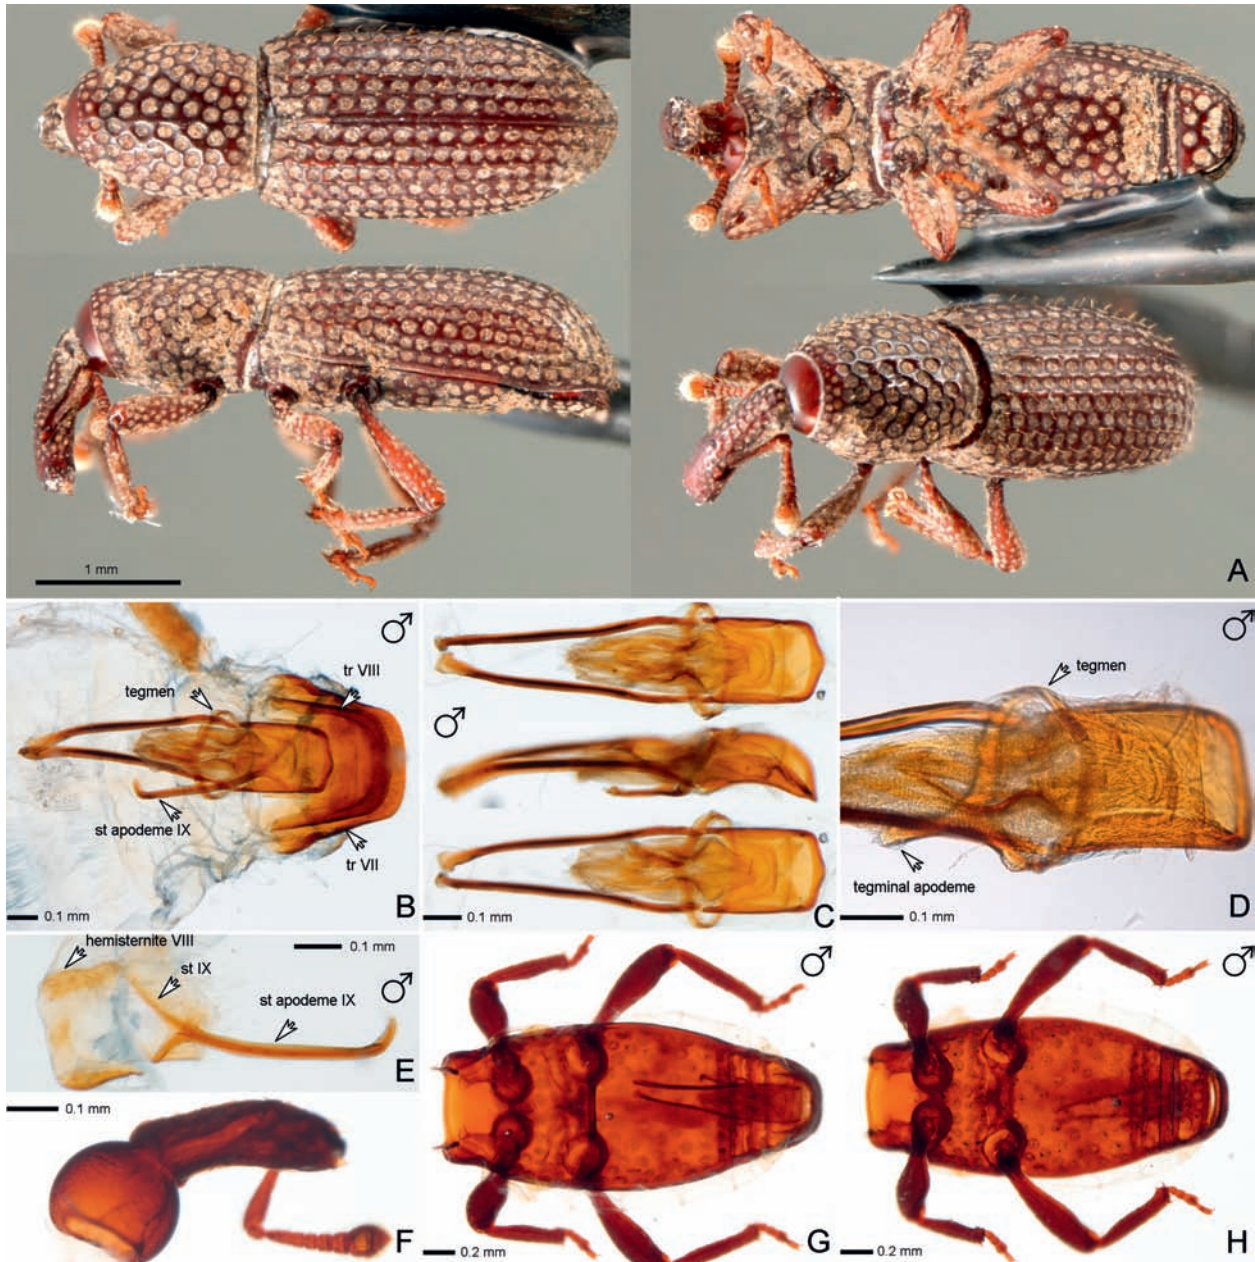 1 mm
A
♂
tr VIII
tegmen
st apodeme IX
tr VII
0.1 mm
B
♂
0.1 mm
C
♂
tegmen
tegminal apodeme
0.1 mm
D
hemisternite VIII
0.1 mm
st IX
♂
st apodeme IX
E
0.1 mm
F
♂
0.2 mm
G
♂
0.2 mm
H